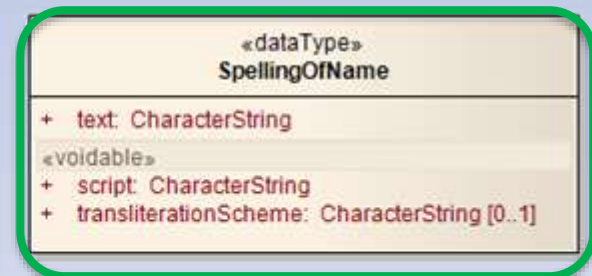 «dataType»
SpellingOfName
+ text: CharacterString
«voidable»
+ script: CharacterString
+ transliterationScheme: CharacterString [0..1]